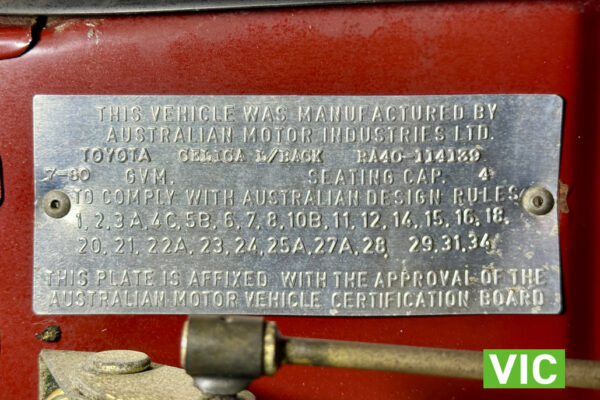 THIS VEHICLE WAS MANUFACTURED BY
AUSTRALIAN MOTOR INDUSTRIES LTD.
TOYOTA CELICA L/BACK RA40-114139
7-80 GVM. SEATING CAP. 4
TO COMPLY WITH AUSTRALIAN DESIGN RULES
1, 2, 3A, 4C, 5B, 6, 7, 8, 10B, 11, 12, 14, 15, 16, 18,
20, 21, 22A, 23, 24, 25A, 27A, 28, 29, 31, 34,
THIS PLATE IS AFFIXED WITH THE APPROVAL OF THE
AUSTRALIAN MOTOR VEHICLE CERTIFICATION BOARD
VIC